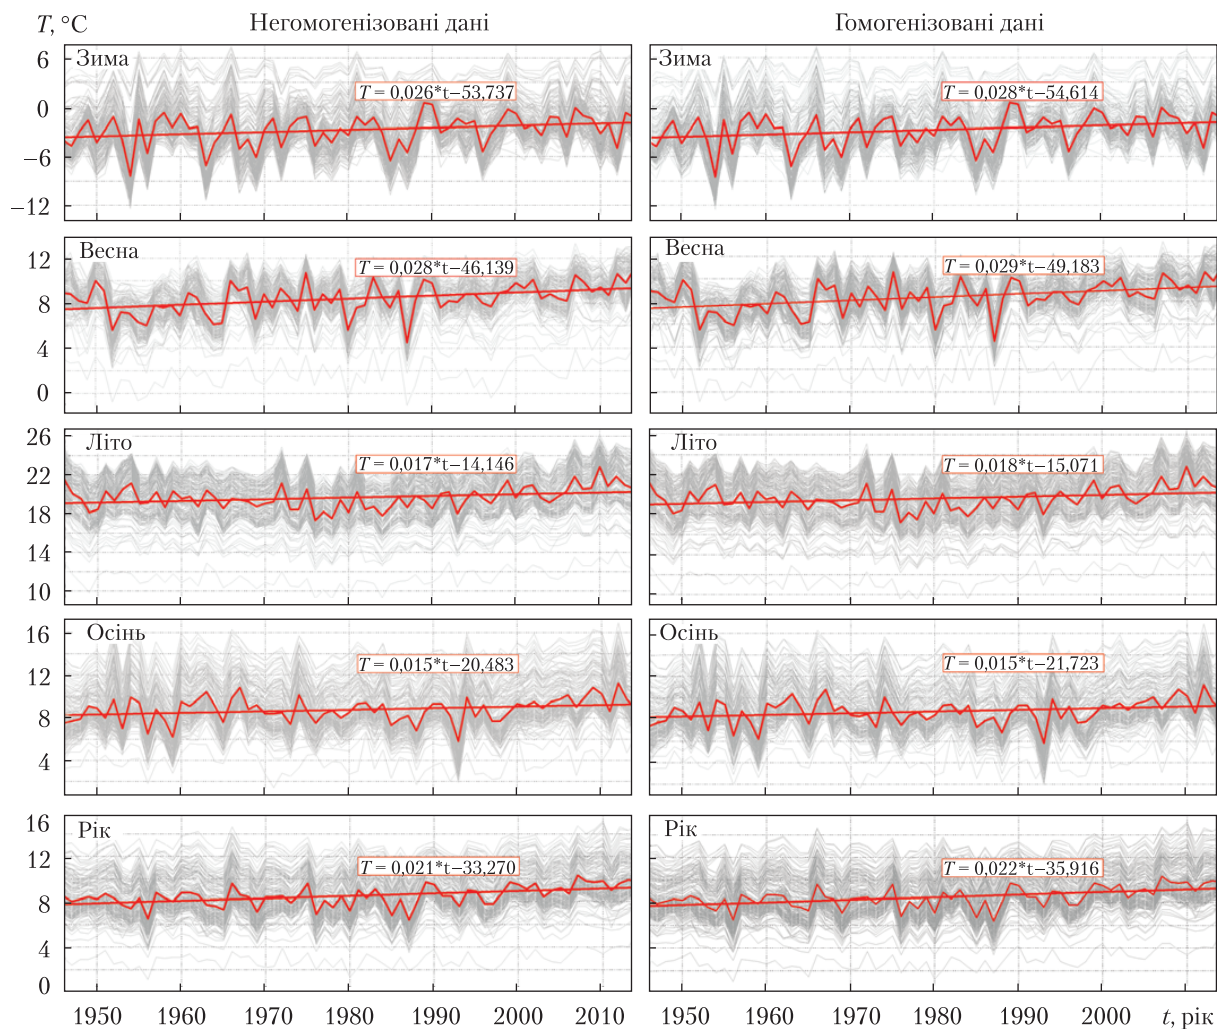 T, °C
Негомогенізовані дані
Гомогенізовані дані
Зима
T = 0,026*t–53,737
6
0
–6
–12
Зима
T = 0,028*t–54,614
Весна
T = 0,028*t–46,139
12
8
4
0
Весна
T = 0,029*t–49,183
Літо
T = 0,017*t–14,146
26
22
18
14
10
Літо
T = 0,018*t–15,071
Осінь
T = 0,015*t–20,483
16
12
8
4
Осінь
T = 0,015*t–21,723
Рік
T = 0,021*t–33,270
16
12
8
4
0
Рік
T = 0,022*t–35,916
1950 1960 1970 1980 1990 2000 2010
1950 1960 1970 1980 1990 2000 t, рік